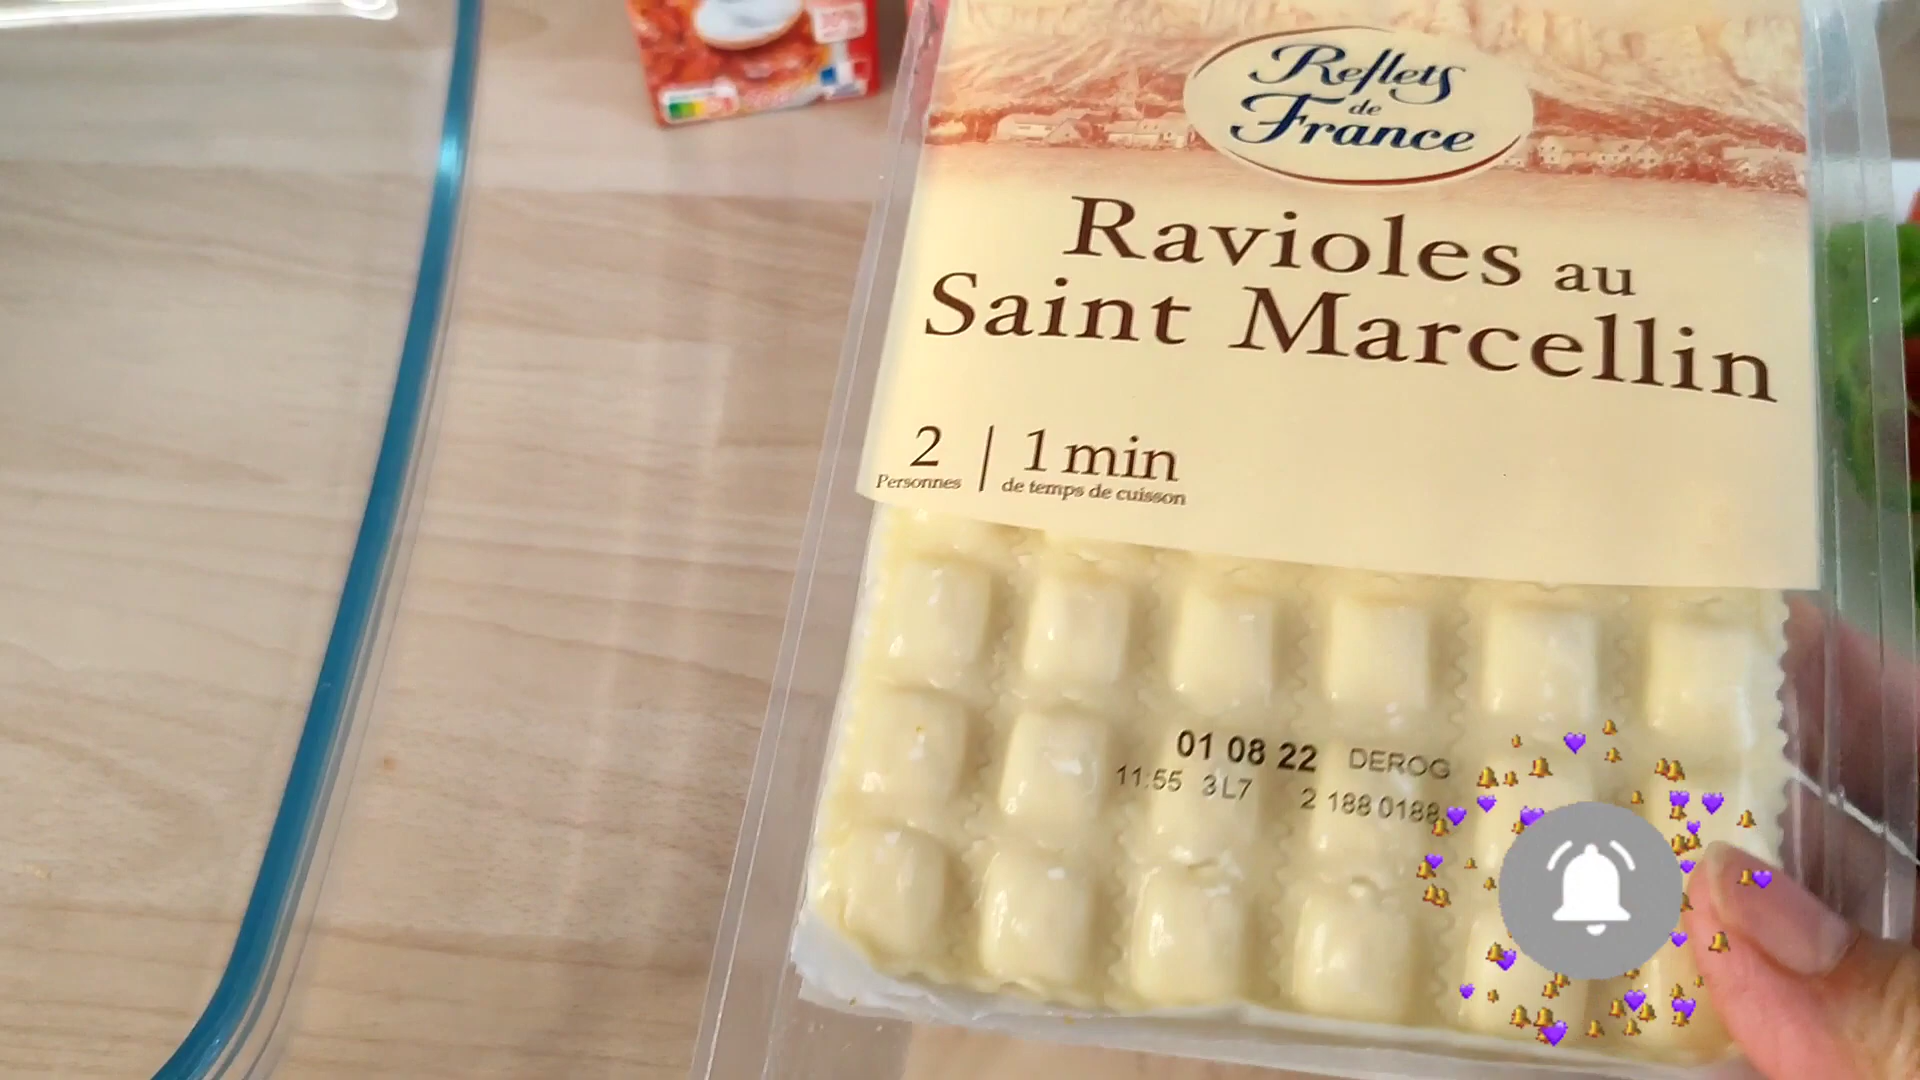 Reflets
de
France
Ravioles au
Saint Marcellin
2 | 1 min
Personnes de temps de cuisson
01 08 22 DEROG
11:55 3L7 2 188 0188